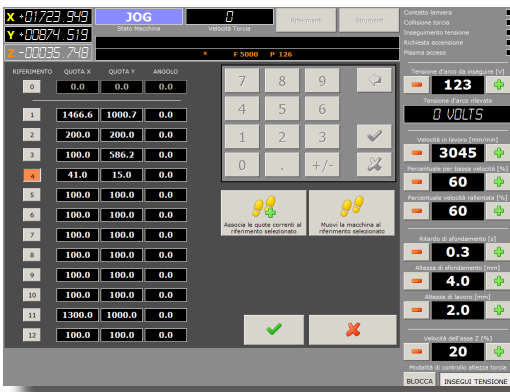 X +01723.949
Y +00874.519
Z -00035.748
JOG
Stato Macchina
0
Velocità Torcia
Riferimenti
Strumenti
* F 5000 P 126
RIFERIMENTO QUOTA X QUOTA Y ANGOLO
0 0.0 0.0 0.0
1 1466.6 1000.7 0.0
2 200.0 200.0 0.0
3 100.0 586.2 0.0
4 41.0 15.0 0.0
5 100.0 100.0 0.0
6 100.0 100.0 0.0
7 100.0 100.0 0.0
8 100.0 100.0 0.0
9 100.0 100.0 0.0
10 100.0 100.0 0.0
11 1300.0 1000.0 0.0
12 100.0 100.0 0.0
7 8 9
4 5 6
1 2 3
0 . +/-
Associa le quote correnti al
riferimento selezionato
Muovi la macchina al
riferimento selezionato
Contatto lamiera
Collisione torcia
Inseguimento tensione
Richiesta accensione
Plasma acceso
Tensione d'arco da inseguire [V]
123
Tensione d'arco rilevata
0 VOLTS
Velocità in lavoro [mm/min]
3045
Percentuale per bassa velocità [%]
60
Percentuale velocità rallentata [%]
60
Ritardo di sfondamento [s]
0.3
Altezza di sfondamento [mm]
4.0
Altezza di lavoro [mm]
2.0
Velocità dell'asse Z [%]
20
Modalità di controllo altezza torcia
BLOCCA INSEGUI TENSIONE